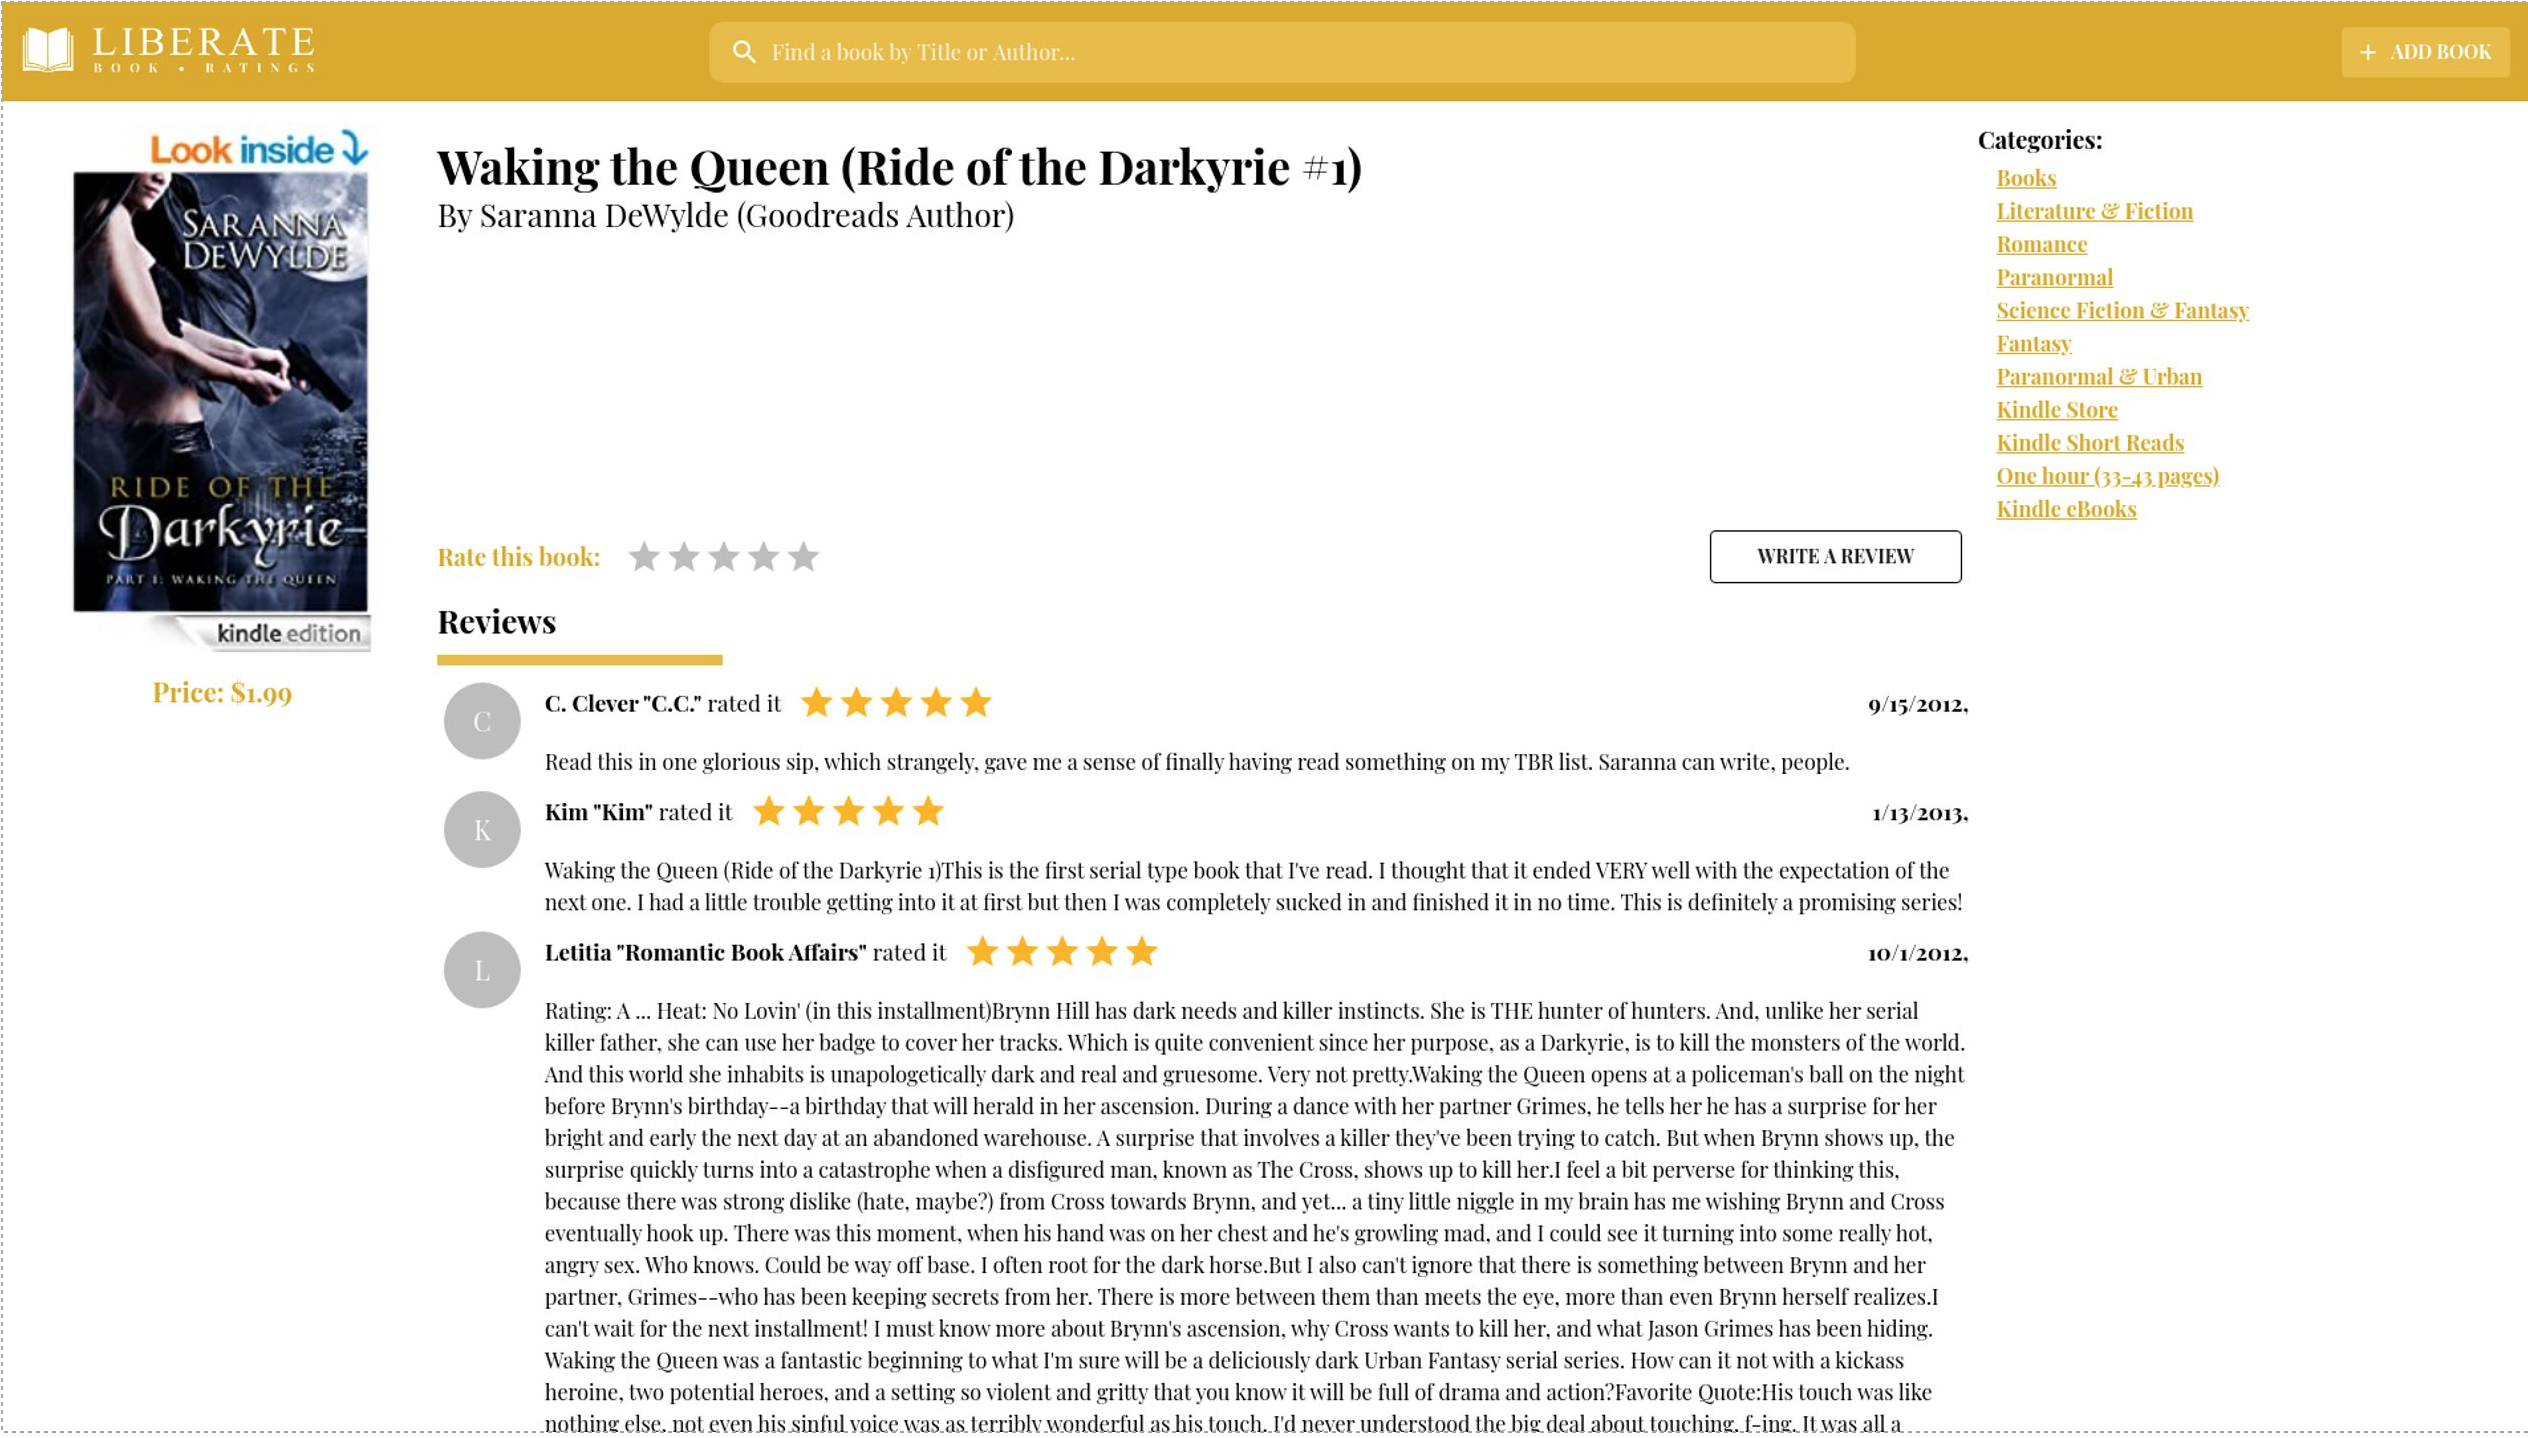 LIBERATE
BOOK • RATINGS
Find a book by Title or Author...
+ ADD BOOK
Look inside
SARANNA
DEWYLDE
RIDE OF THE
Darkyrie
PART 1: WAKING THE QUEEN
kindle edition
Price: $1.99
Waking the Queen (Ride of the Darkyrie #1)
By Saranna DeWylde (Goodreads Author)
Rate this book:
WRITE A REVIEW
Reviews
C
C. Clever "C.C." rated it
9/15/2012,
Read this in one glorious sip, which strangely, gave me a sense of finally having read something on my TBR list. Saranna can write, people.
K
Kim "Kim" rated it
1/13/2013,
Waking the Queen (Ride of the Darkyrie 1)This is the first serial type book that I've read. I thought that it ended VERY well with the expectation of the
next one. I had a little trouble getting into it at first but then I was completely sucked in and finished it in no time. This is definitely a promising series!
L
Letitia "Romantic Book Affairs" rated it
10/1/2012,
Rating: A ... Heat: No Lovin' (in this installment)Brynn Hill has dark needs and killer instincts. She is THE hunter of hunters. And, unlike her serial
killer father, she can use her badge to cover her tracks. Which is quite convenient since her purpose, as a Darkyrie, is to kill the monsters of the world.
And this world she inhabits is unapologetically dark and real and gruesome. Very not pretty.Waking the Queen opens at a policeman's ball on the night
before Brynn's birthday--a birthday that will herald in her ascension. During a dance with her partner Grimes, he tells her he has a surprise for her
bright and early the next day at an abandoned warehouse. A surprise that involves a killer they've been trying to catch. But when Brynn shows up, the
surprise quickly turns into a catastrophe when a disfigured man, known as The Cross, shows up to kill her.I feel a bit perverse for thinking this,
because there was strong dislike (hate, maybe?) from Cross towards Brynn, and yet... a tiny little niggle in my brain has me wishing Brynn and Cross
eventually hook up. There was this moment, when his hand was on her chest and he's growling mad, and I could see it turning into some really hot,
angry sex. Who knows. Could be way off base. I often root for the dark horse.But I also can't ignore that there is something between Brynn and her
partner, Grimes--who has been keeping secrets from her. There is more between them than meets the eye, more than even Brynn herself realizes.I
can't wait for the next installment! I must know more about Brynn's ascension, why Cross wants to kill her, and what Jason Grimes has been hiding.
Waking the Queen was a fantastic beginning to what I'm sure will be a deliciously dark Urban Fantasy serial series. How can it not with a kickass
heroine, two potential heroes, and a setting so violent and gritty that you know it will be full of drama and action?Favorite Quote:His touch was like
nothing else, not even his sinful voice was as terribly wonderful as his touch. I'd never understood the big deal about touching, f-ing. It was all a
Categories:
Books
Literature & Fiction
Romance
Paranormal
Science Fiction & Fantasy
Fantasy
Paranormal & Urban
Kindle Store
Kindle Short Reads
One hour (33-43 pages)
Kindle eBooks